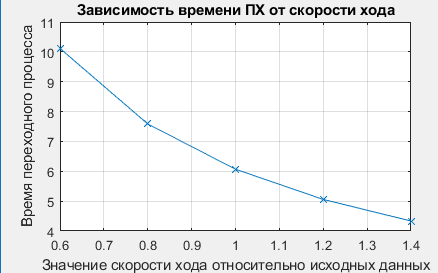 Зависимость времени ПХ от скорости хода
Время переходного процесса
11
10
9
8
7
6
5
4
0.6 0.7 0.8 0.9 1 1.1 1.2 1.3 1.4
Значение скорости хода относительно исходных данных